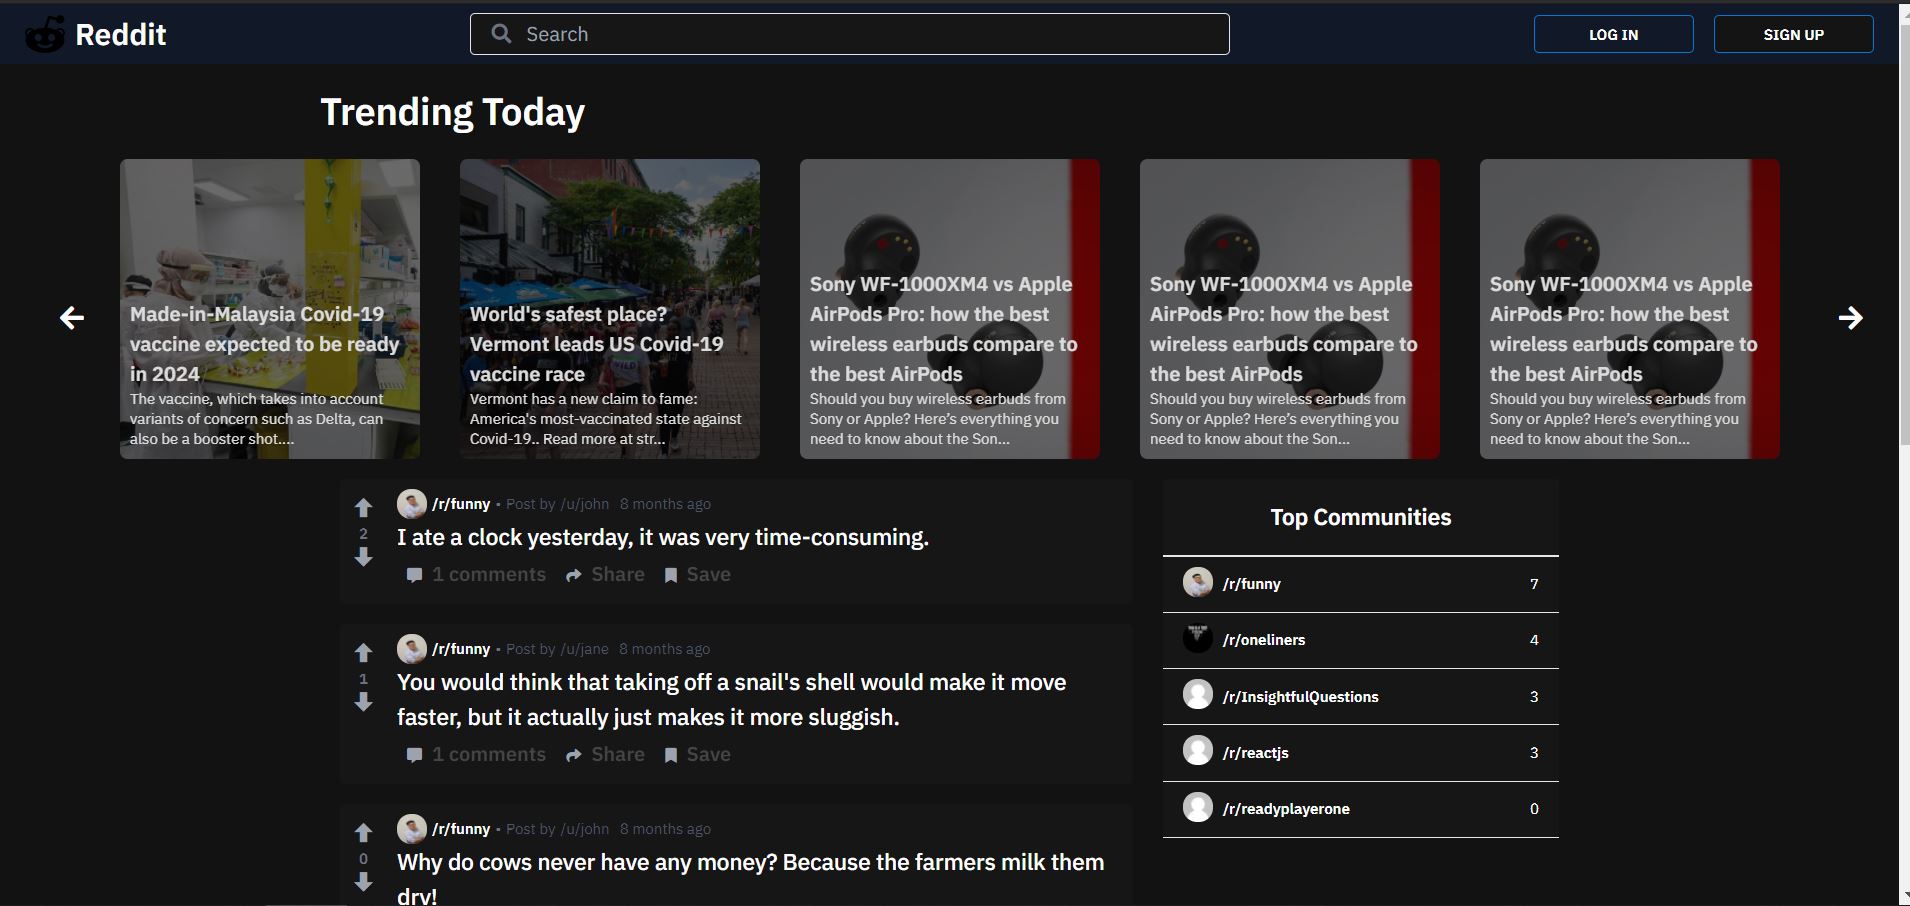 Reddit
Search
LOG IN
SIGN UP
Trending Today
Made-in-Malaysia Covid-19
vaccine expected to be ready
in 2024
The vaccine, which takes into account
variants of concern such as Delta, can
also be a booster shot....
World's safest place?
Vermont leads US Covid-19
vaccine race
Vermont has a new claim to fame:
America's most-vaccinated state against
Covid-19.. Read more at str...
Sony WF-1000XM4 vs Apple
AirPods Pro: how the best
wireless earbuds compare to
the best AirPods
Should you buy wireless earbuds from
Sony or Apple? Here’s everything you
need to know about the Son...
Sony WF-1000XM4 vs Apple
AirPods Pro: how the best
wireless earbuds compare to
the best AirPods
Should you buy wireless earbuds from
Sony or Apple? Here’s everything you
need to know about the Son...
Sony WF-1000XM4 vs Apple
AirPods Pro: how the best
wireless earbuds compare to
the best AirPods
Should you buy wireless earbuds from
Sony or Apple? Here’s everything you
need to know about the Son...
/r/funny • Post by /u/john 8 months ago
2
I ate a clock yesterday, it was very time-consuming.
1 comments Share Save
/r/funny • Post by /u/jane 8 months ago
1
You would think that taking off a snail's shell would make it move
faster, but it actually just makes it more sluggish.
1 comments Share Save
/r/funny • Post by /u/john 8 months ago
0
Why do cows never have any money? Because the farmers milk them
dry!
Top Communities
/r/funny 7
/r/oneliners 4
/r/InsightfulQuestions 3
/r/reactjs 3
/r/readyplayerone 0